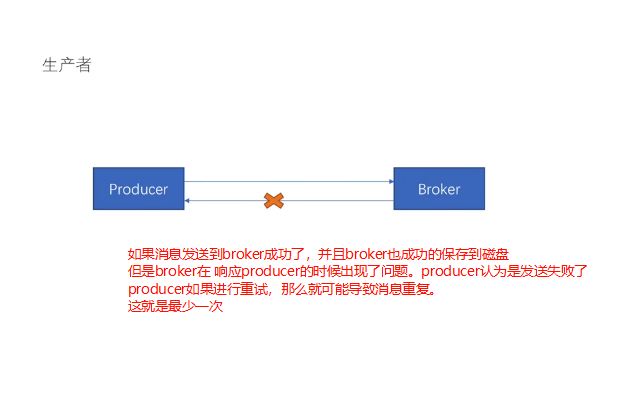 生产者
Producer
Broker
如果消息发送到broker成功了，并且broker也成功的保存到磁盘
但是broker在 响应producer的时候出现了问题。producer认为是发送失败了
producer如果进行重试，那么就可能导致消息重复。
这就是最少一次